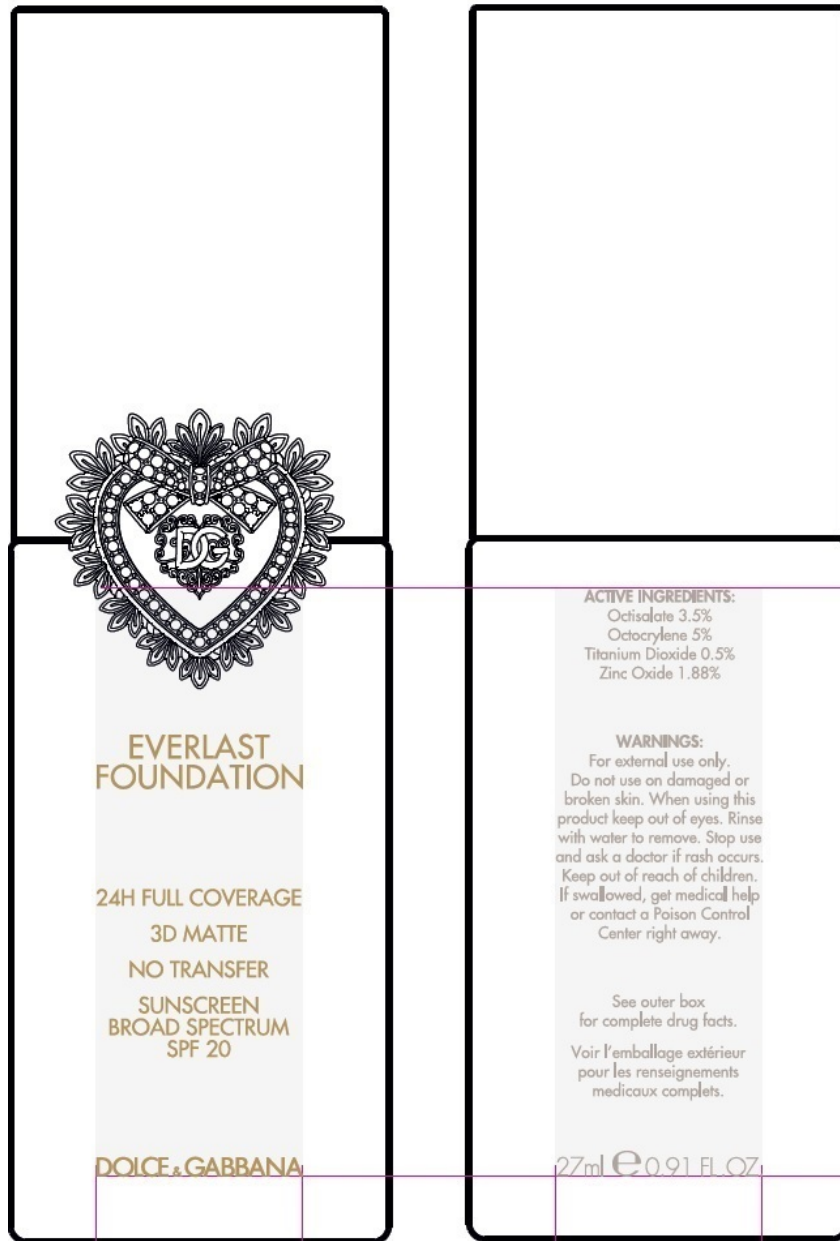 DG
EVERLAST
FOUNDATION
24H FULL COVERAGE
3D MATTE
NO TRANSFER
SUNSCREEN
BROAD SPECTRUM
SPF 20
DOLCE & GABBANA
ACTIVE INGREDIENTS:
Octisalate 3.5%
Octocrylene 5%
Titanium Dioxide 0.5%
Zinc Oxide 1.88%
WARNINGS:
For external use only.
Do not use on damaged or
broken skin. When using this
product keep out of eyes. Rinse
with water to remove. Stop use
and ask a doctor if rash occurs.
Keep out of reach of children.
If swallowed, get medical help
or contact a Poison Control
Center right away.
See outer box
for complete drug facts.
Voir l'emballage extérieur
pour les renseignements
medicaux complets.
27ml ℮ 0.91 FL.OZ.